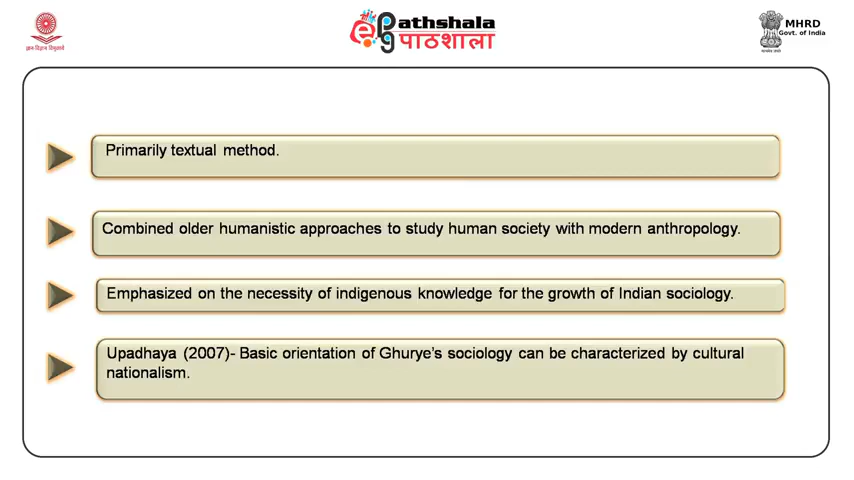 Pathshala
पाठशाला
MHRD
Govt. of India
Primarily textual method.
Combined older humanistic approaches to study human society with modern anthropology.
Emphasized on the necessity of indigenous knowledge for the growth of Indian sociology.
Upadhaya (2007)- Basic orientation of Ghurye's sociology can be characterized by cultural
nationalism.